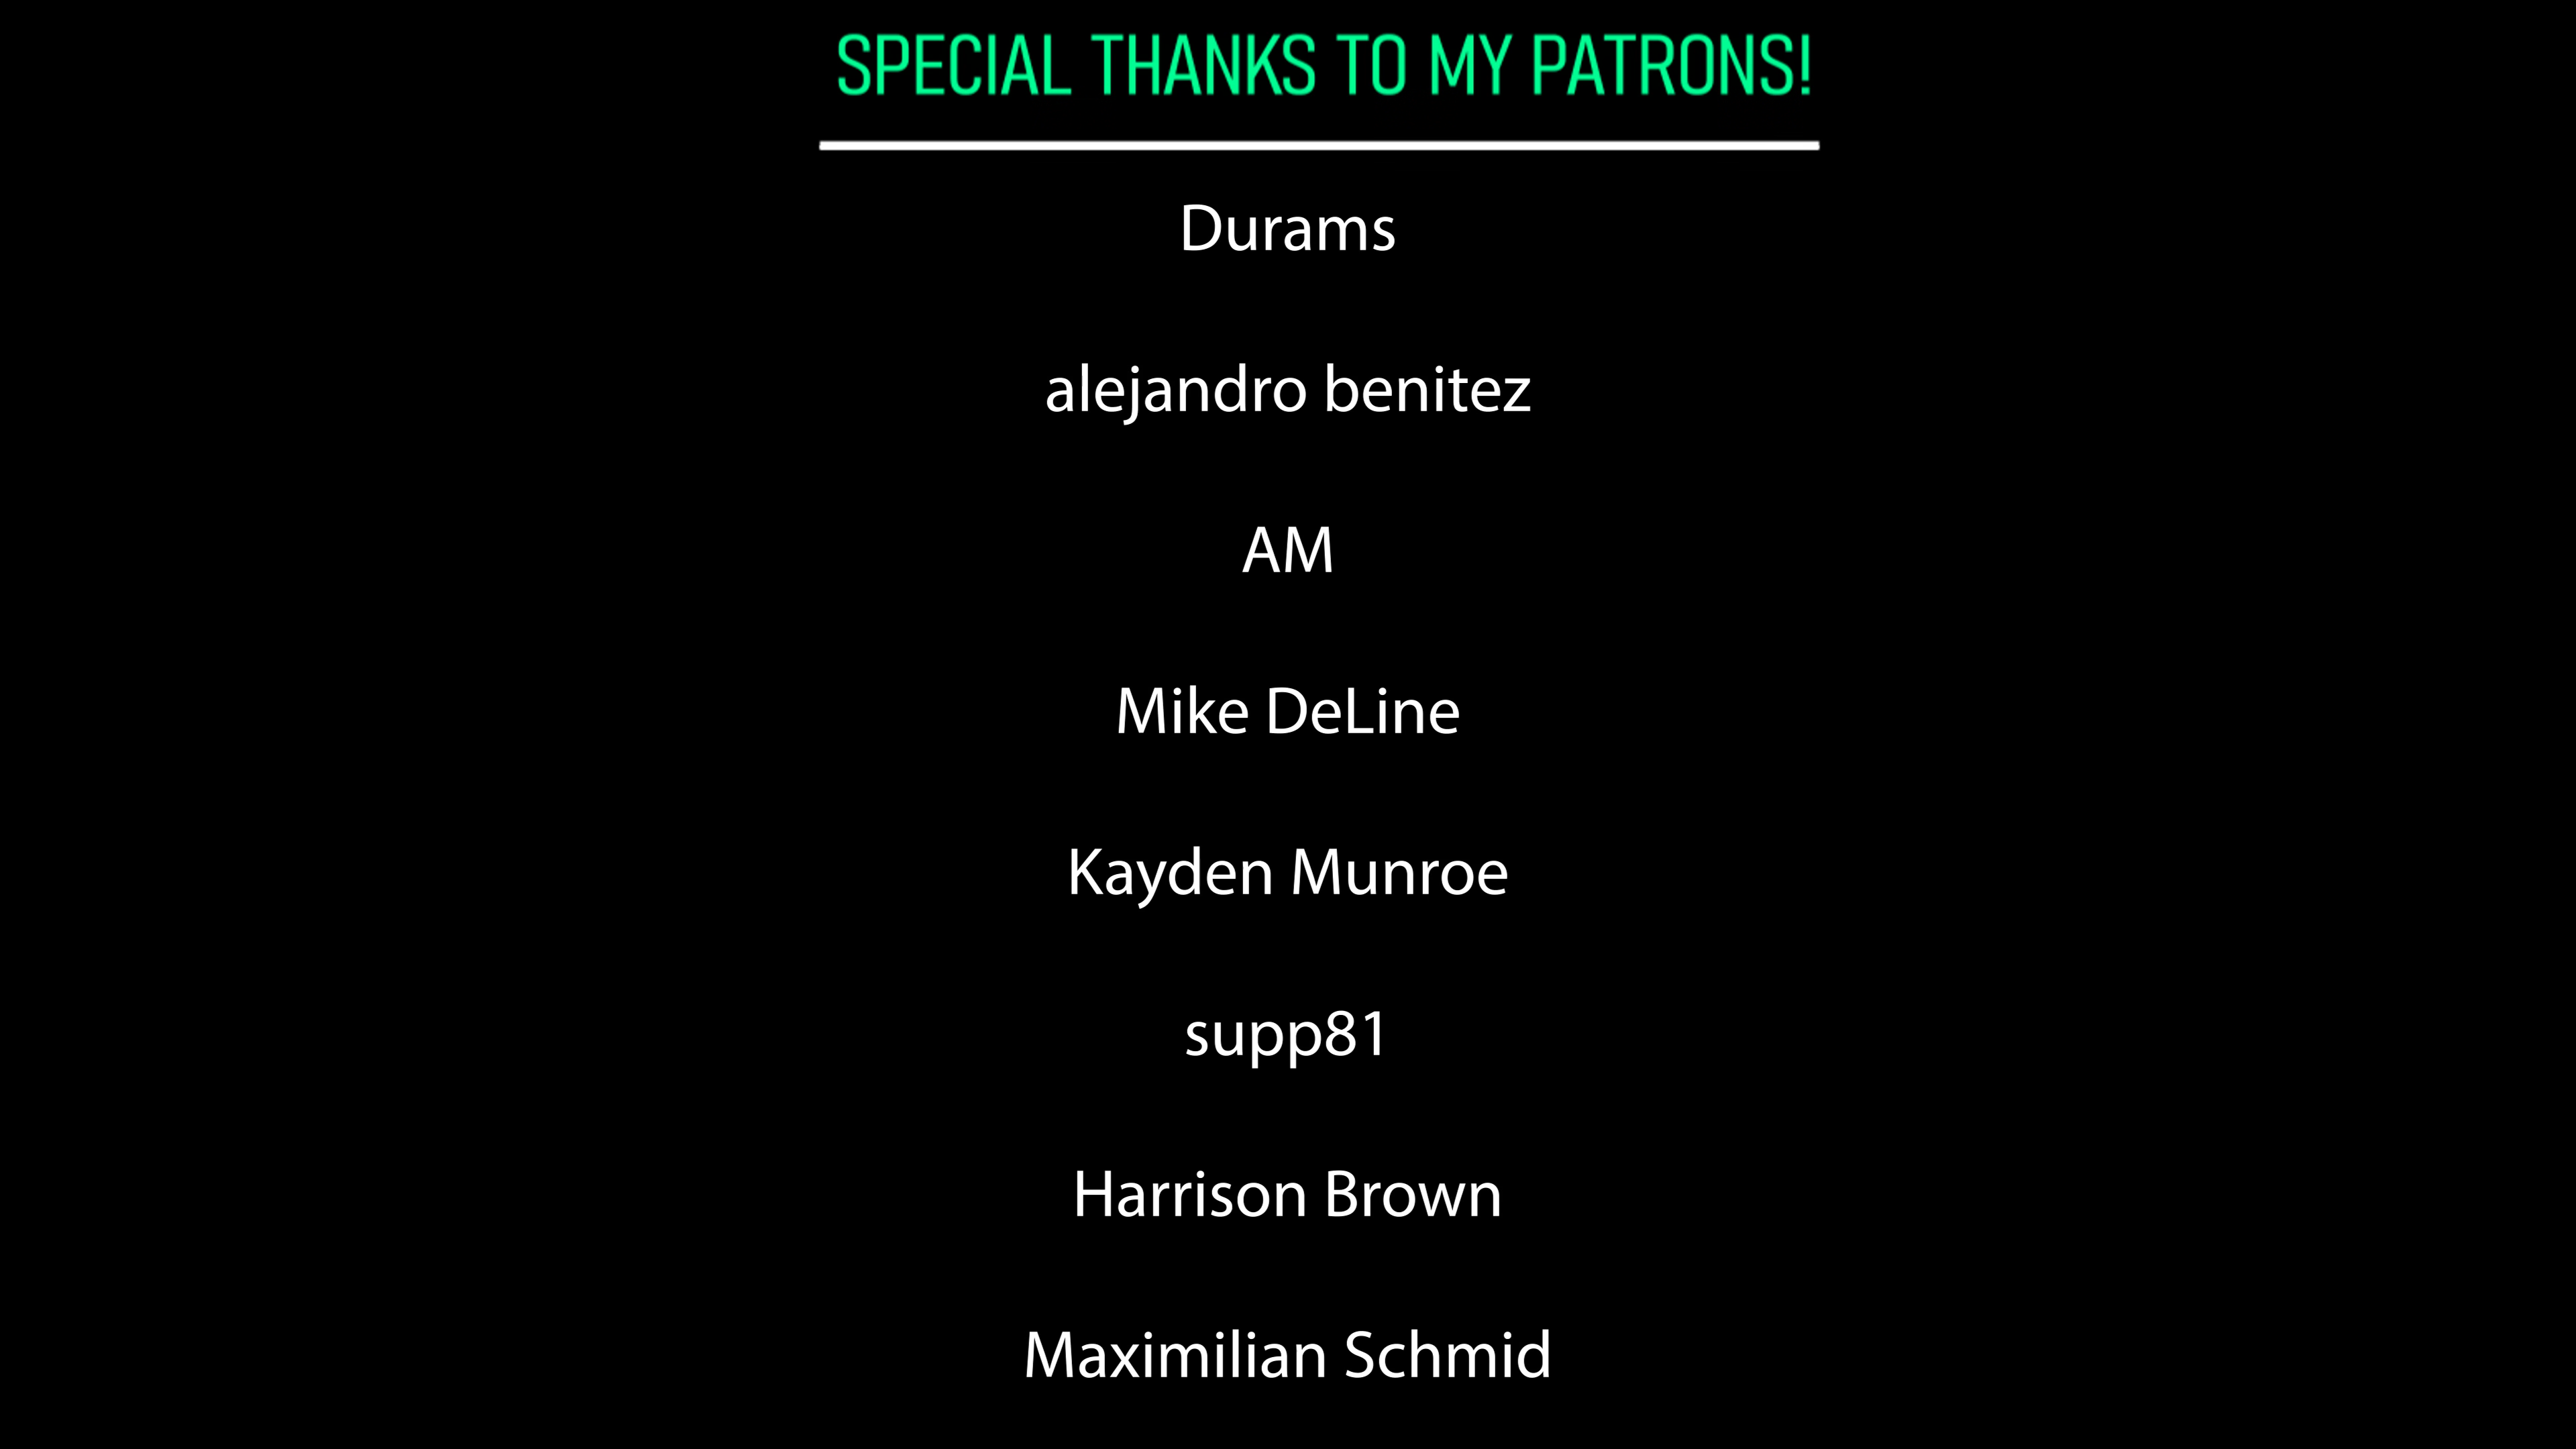 SPECIAL THANKS TO MY PATRONS!
Durams
alejandro benitez
AM
Mike DeLine
Kayden Munroe
supp81
Harrison Brown
Maximilian Schmid